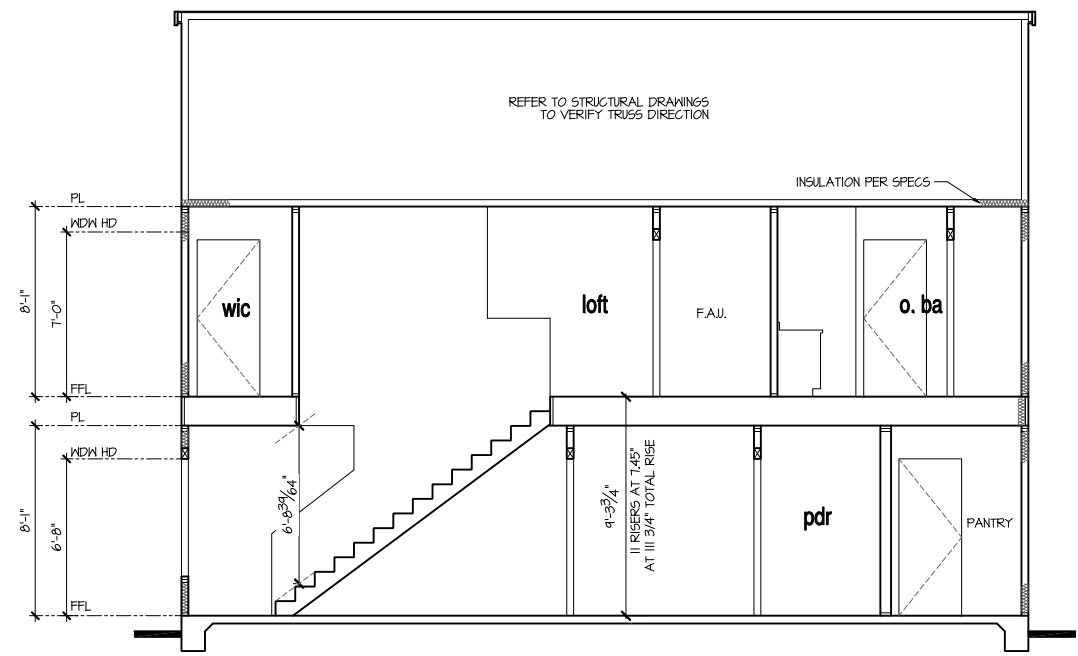 REFER TO STRUCTURAL DRAWINGS
TO VERIFY TRUSS DIRECTION
INSULATION PER SPECS
PL
WDW HD
8'-1"
7'-0"
wic
loft
F.A.U.
o. ba
FFL
PL
WDW HD
8'-1"
6'-8"
6'-8 39/64"
9'-3 3/4"
11 RISERS AT 7.45"
AT 111 3/4" TOTAL RISE
pdr
PANTRY
FFL